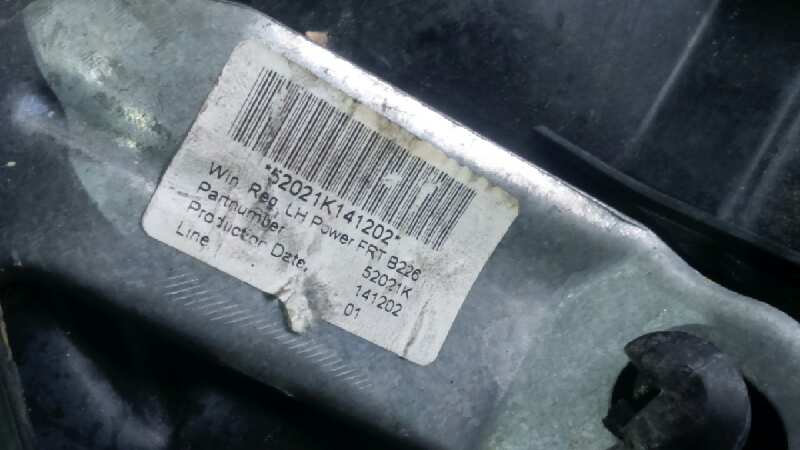 *52021K141202*
Win. Reg. LH Power FRT B226
Partnumber 52021K
Production Date, 141202
Line 01